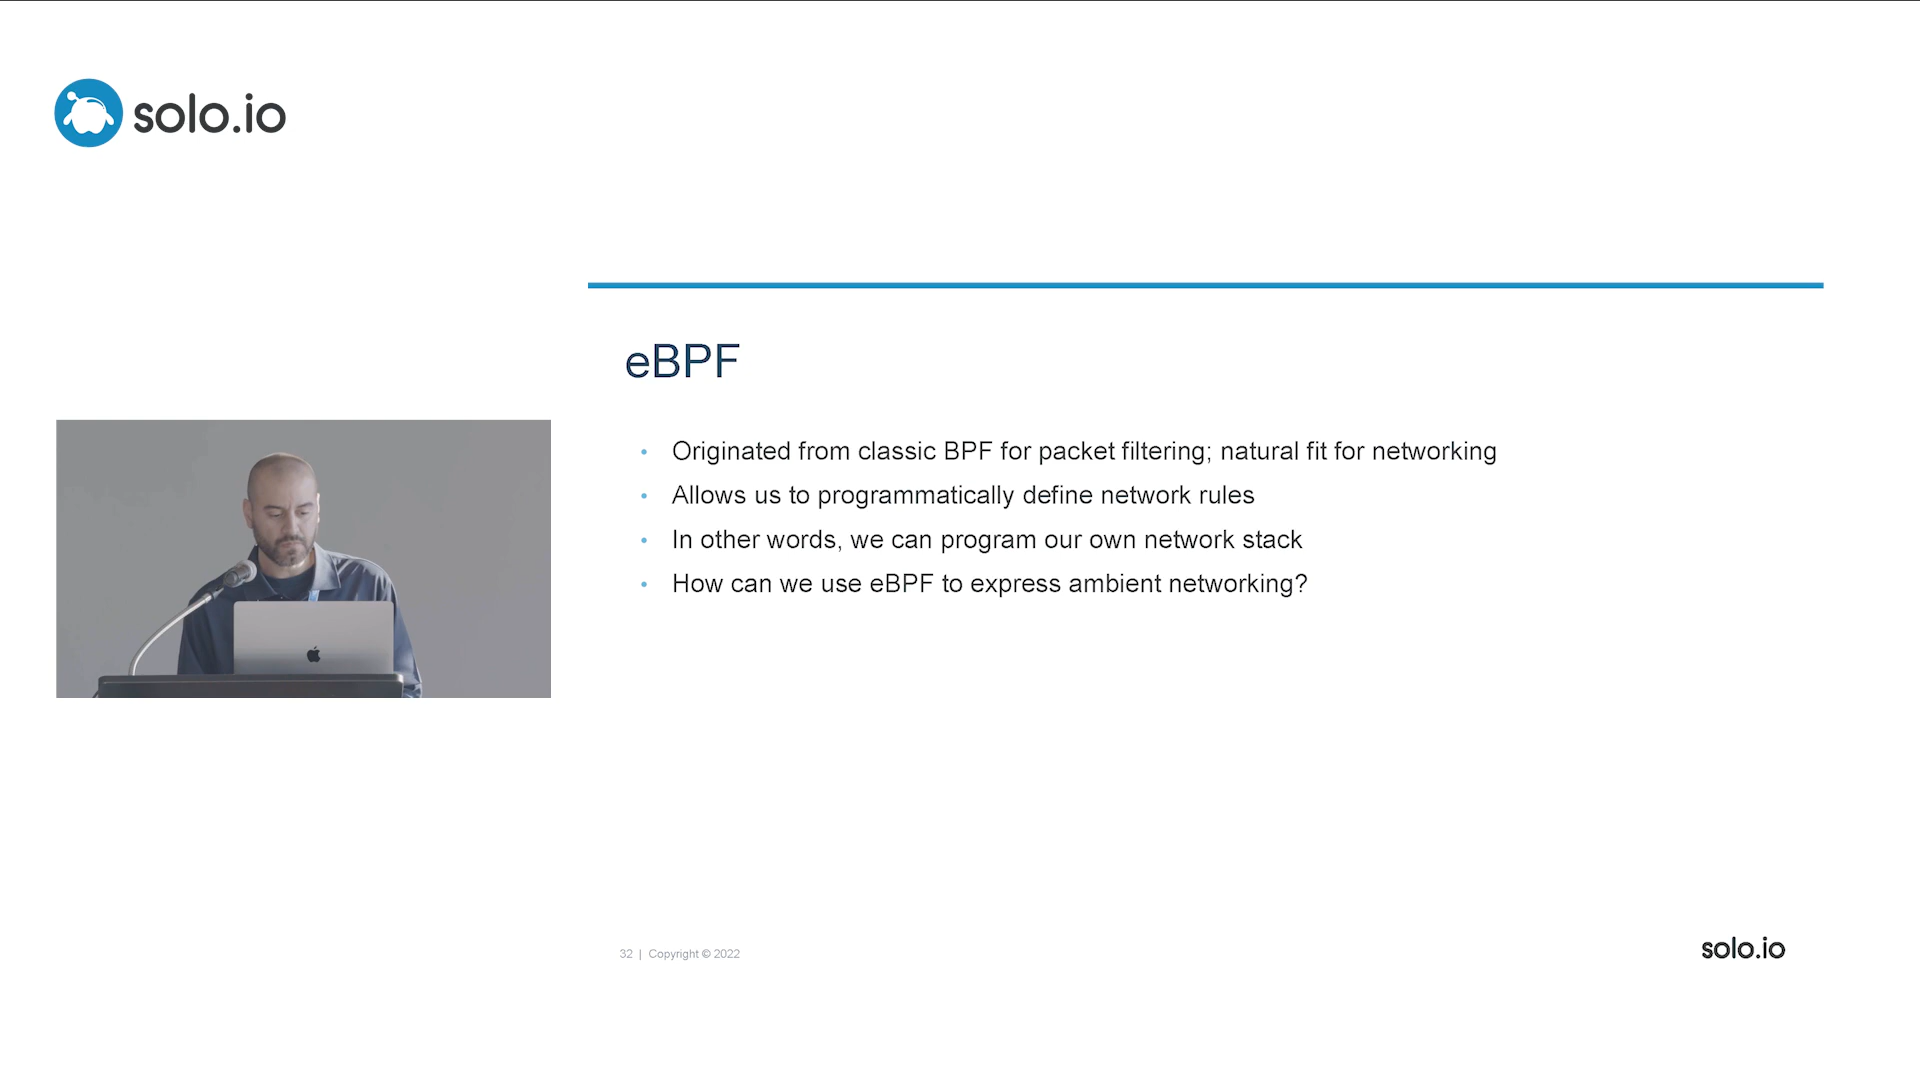 solo.io
eBPF
• Originated from classic BPF for packet filtering; natural fit for networking
• Allows us to programmatically define network rules
• In other words, we can program our own network stack
• How can we use eBPF to express ambient networking?
32 | Copyright © 2022
solo.io